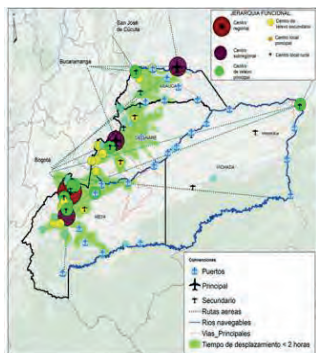 San José
de Cúcuta
JERARQUIA FUNCIONAL
Centro
regional
Centro de
relevo secundario
Centro
subregional
Centro local
principal
Centro
de relevo
principal
Centro local rural
Bucaramanga
ARAUCA
CASANARE
Bogotá
VICHADA
META
Convenciones
Puertos
Principal
Secundario
Rutas aereas
Rios navegables
Vias_Principales
Tiempo de desplazamiento < 2 horas